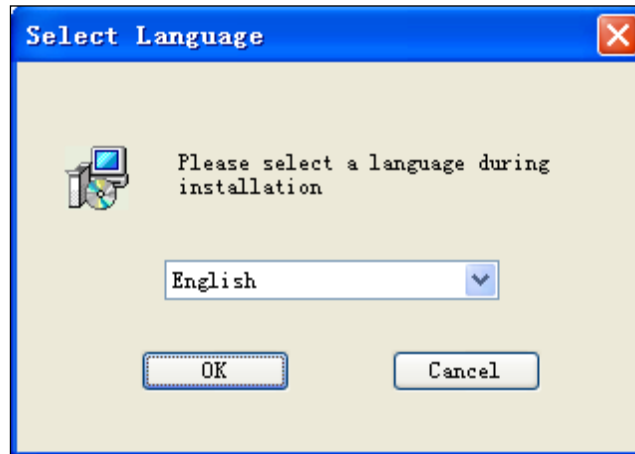 Select Language
Please select a language during
installation
English
OK
Cancel